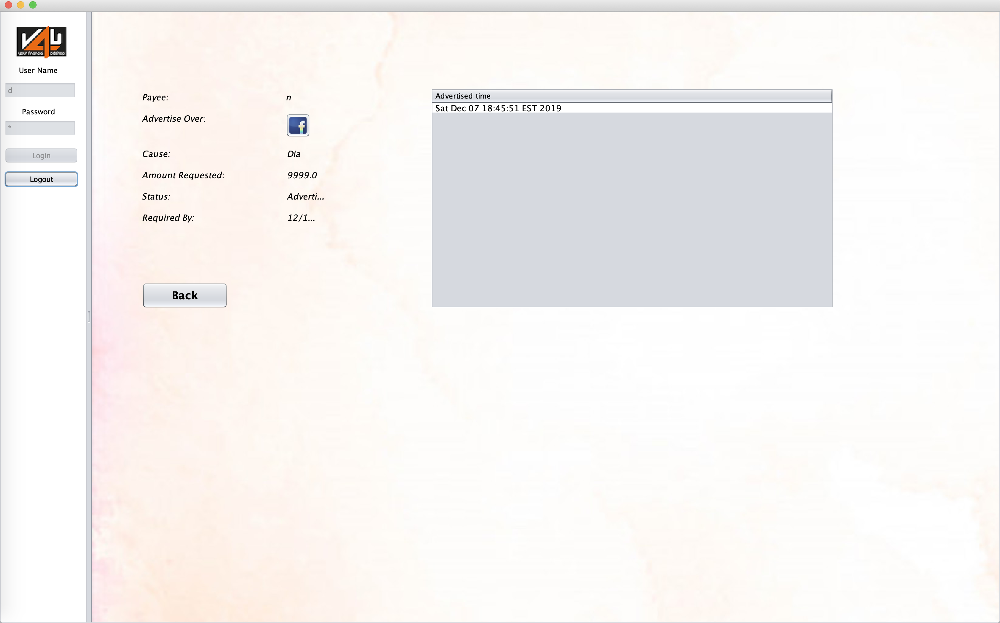 V4U
your financial pitshop
User Name
d
Password
*
Login
Logout
Payee: n
Advertise Over: f
Cause: Dia
Amount Requested: 9999.0
Status: Adverti...
Required By: 12/1...
Back
Advertised time
Sat Dec 07 18:45:51 EST 2019